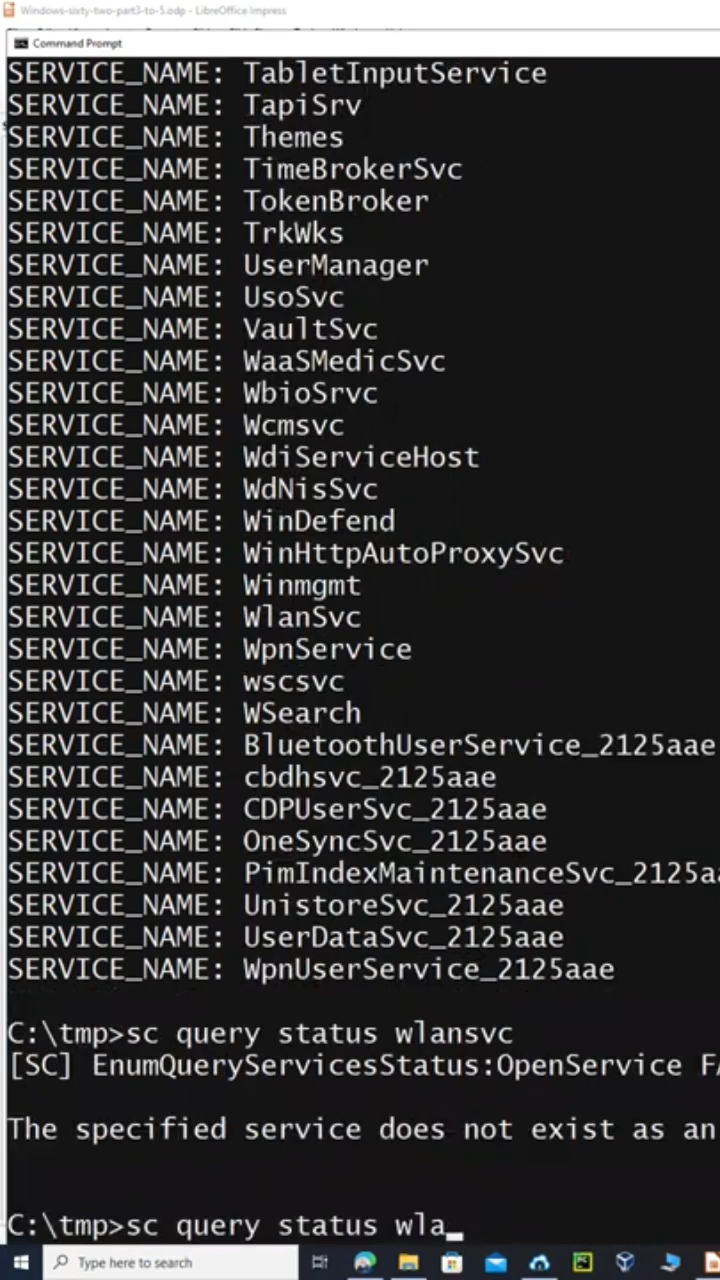 Windows-sixty-two-part3-to-5.odp - LibreOffice Impress
Command Prompt
SERVICE_NAME: TabletInputService
SERVICE_NAME: TapiSrv
SERVICE_NAME: Themes
SERVICE_NAME: TimeBrokerSvc
SERVICE_NAME: TokenBroker
SERVICE_NAME: TrkWks
SERVICE_NAME: UserManager
SERVICE_NAME: UsoSvc
SERVICE_NAME: VaultSvc
SERVICE_NAME: WaaSMedicSvc
SERVICE_NAME: WbioSrvc
SERVICE_NAME: Wcmsvc
SERVICE_NAME: WdiServiceHost
SERVICE_NAME: WdNisSvc
SERVICE_NAME: WinDefend
SERVICE_NAME: WinHttpAutoProxySvc
SERVICE_NAME: Winmgmt
SERVICE_NAME: WlanSvc
SERVICE_NAME: WpnService
SERVICE_NAME: wscsvc
SERVICE_NAME: WSearch
SERVICE_NAME: BluetoothUserService_2125aae
SERVICE_NAME: cbdhsvc_2125aae
SERVICE_NAME: CDPUserSvc_2125aae
SERVICE_NAME: OneSyncSvc_2125aae
SERVICE_NAME: PimIndexMaintenanceSvc_2125aa
SERVICE_NAME: UnistoreSvc_2125aae
SERVICE_NAME: UserDataSvc_2125aae
SERVICE_NAME: WpnUserService_2125aae
C:\tmp>sc query status wlansvc
[SC] EnumQueryServicesStatus:OpenService FA
The specified service does not exist as an
C:\tmp>sc query status wla_
Type here to search